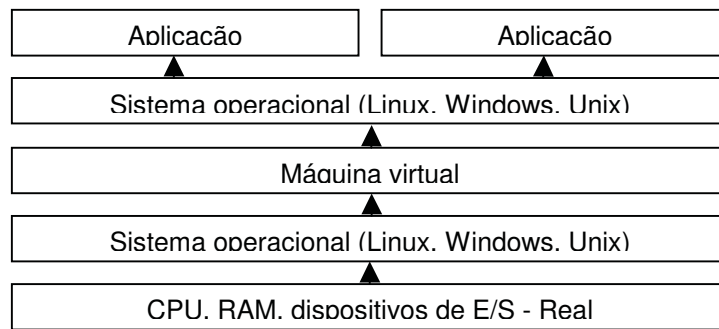 Aplicação Aplicação
Sistema operacional (Linux, Windows, Unix)
Máquina virtual
Sistema operacional (Linux, Windows, Unix)
CPU, RAM, dispositivos de E/S - Real